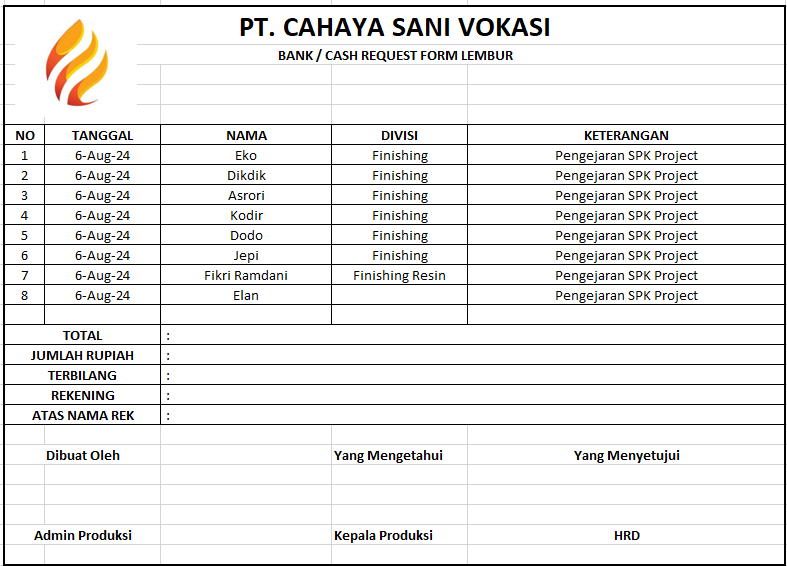 PT. CAHAYA SANI VOKASI
BANK / CASH REQUEST FORM LEMBUR
NO TANGGAL NAMA DIVISI KETERANGAN
1 6-Aug-24 Eko Finishing Pengejaran SPK Project
2 6-Aug-24 Dikdik Finishing Pengejaran SPK Project
3 6-Aug-24 Asrori Finishing Pengejaran SPK Project
4 6-Aug-24 Kodir Finishing Pengejaran SPK Project
5 6-Aug-24 Dodo Finishing Pengejaran SPK Project
6 6-Aug-24 Jepi Finishing Pengejaran SPK Project
7 6-Aug-24 Fikri Ramdani Finishing Resin Pengejaran SPK Project
8 6-Aug-24 Elan Pengejaran SPK Project
TOTAL :
JUMLAH RUPIAH :
TERBILANG :
REKENING :
ATAS NAMA REK :
Dibuat Oleh Yang Mengetahui Yang Menyetujui
Admin Produksi Kepala Produksi HRD